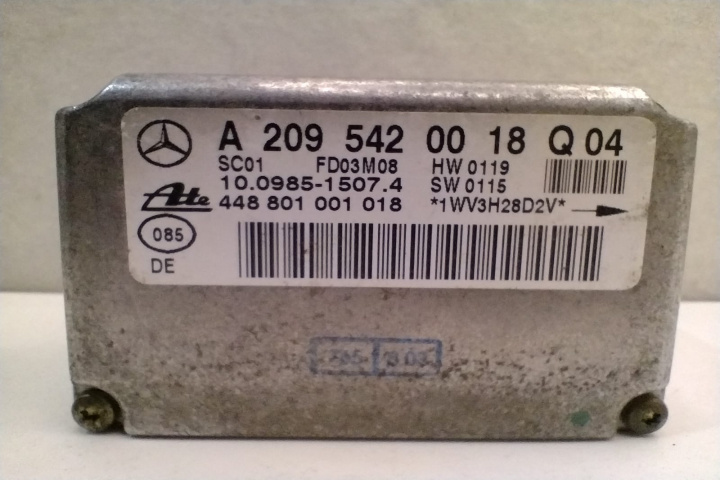 A 209 542 00 18 Q 04
SC01 FD03M08 HW 0119
10.0985-1507.4 SW 0115
Ate 448 801 001 018 *1WV3H28D2V*
085
DE